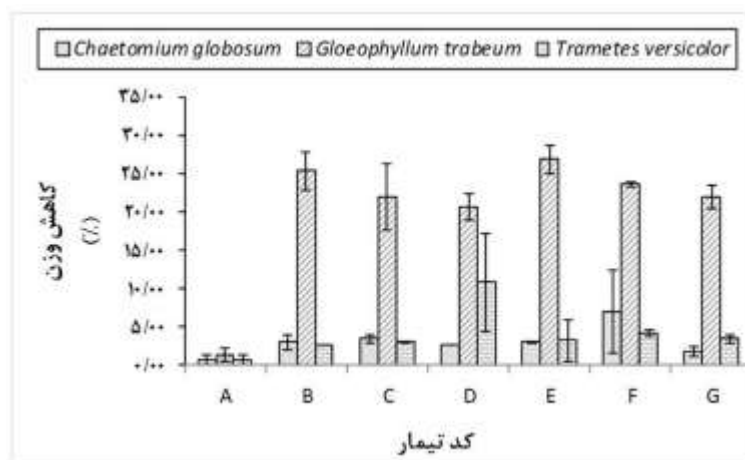 Chaetomium globosum Gloeophyllum trabeum Trametes versicolor
۳۵/۰۰
۳۰/۰۰
۲۵/۰۰
۲۰/۰۰
۱۵/۰۰
۱۰/۰۰
۵/۰۰
۰/۰۰
کاهش وزن
(٪)
A B C D E F G
کد تیمار